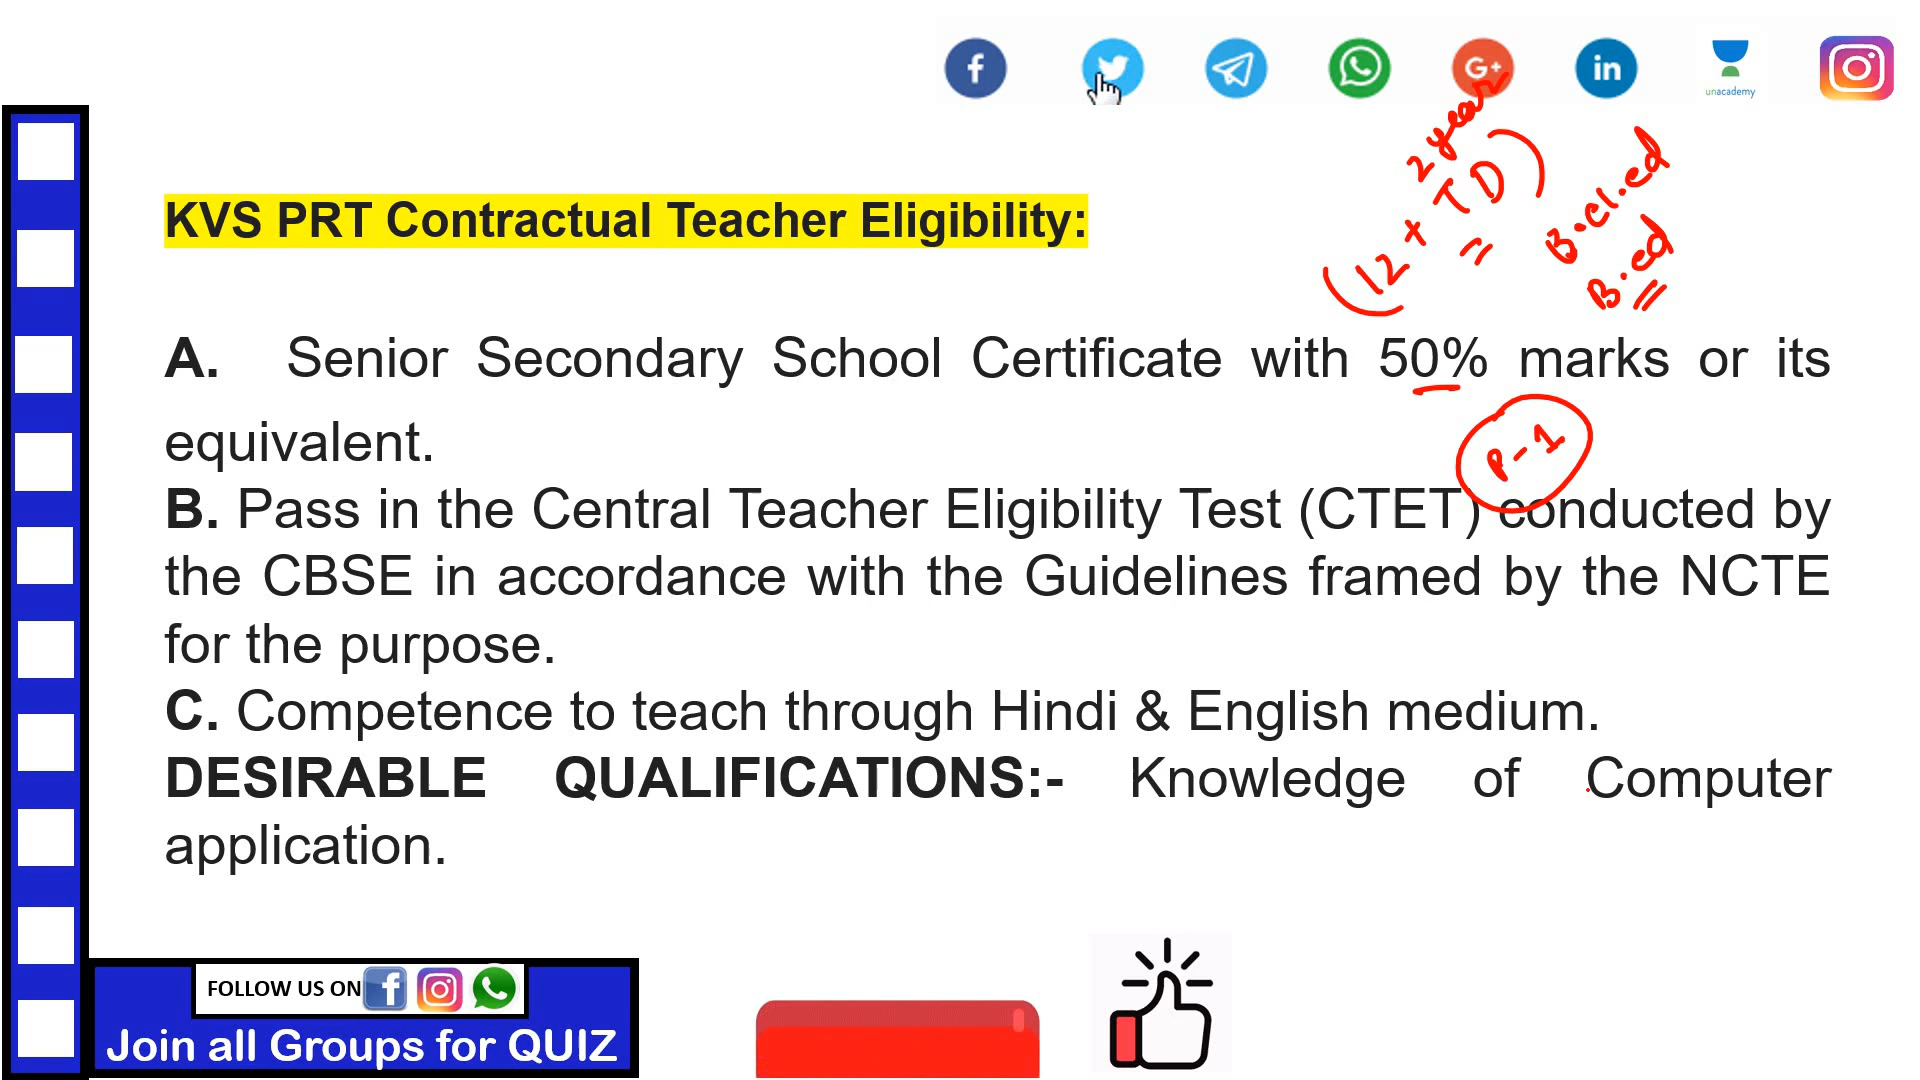 unacademy
2 year
(12 + TD)
B.el.ed
B.ed
KVS PRT Contractual Teacher Eligibility:
A. Senior Secondary School Certificate with 50% marks or its
equivalent.
P-1
B. Pass in the Central Teacher Eligibility Test (CTET) conducted by
the CBSE in accordance with the Guidelines framed by the NCTE
for the purpose.
C. Competence to teach through Hindi & English medium.
DESIRABLE QUALIFICATIONS:- Knowledge of Computer
application.
FOLLOW US ON
Join all Groups for QUIZ